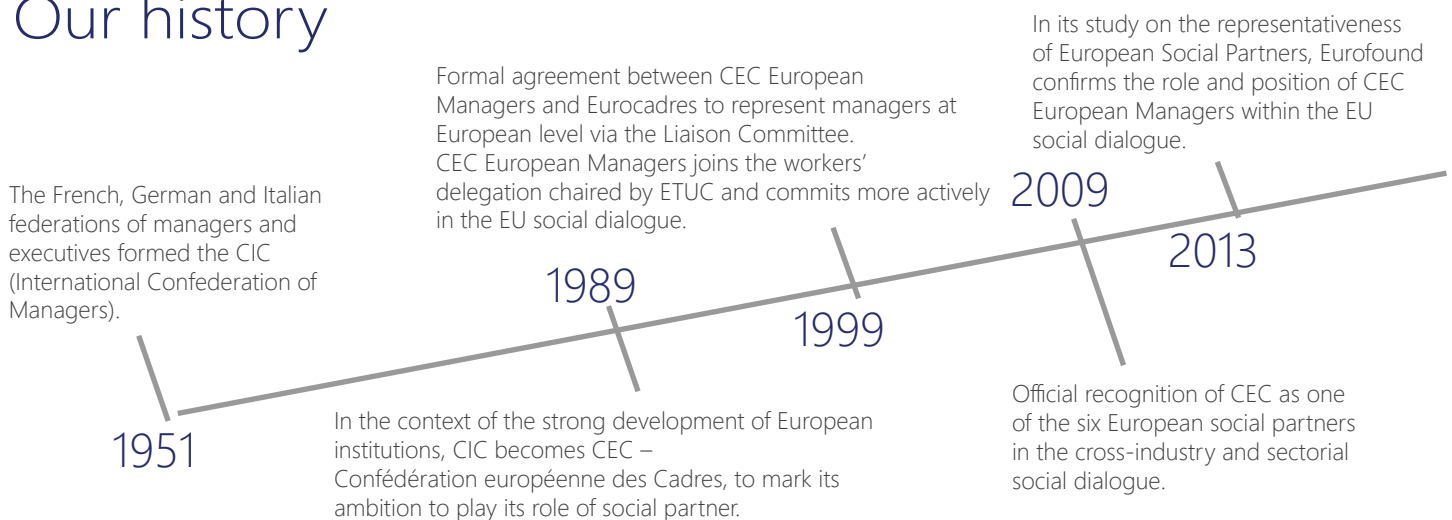 Our history
The French, German and Italian
federations of managers and
executives formed the CIC
(International Confederation of
Managers).
1951
1989
In the context of the strong development of European
institutions, CIC becomes CEC –
Confédération européenne des Cadres, to mark its
ambition to play its role of social partner.
Formal agreement between CEC European
Managers and Eurocadres to represent managers at
European level via the Liaison Committee.
CEC European Managers joins the workers’
delegation chaired by ETUC and commits more actively
in the EU social dialogue.
1999
2009
Official recognition of CEC as one
of the six European social partners
in the cross-industry and sectorial
social dialogue.
In its study on the representativeness
of European Social Partners, Eurofound
confirms the role and position of CEC
European Managers within the EU
social dialogue.
2013